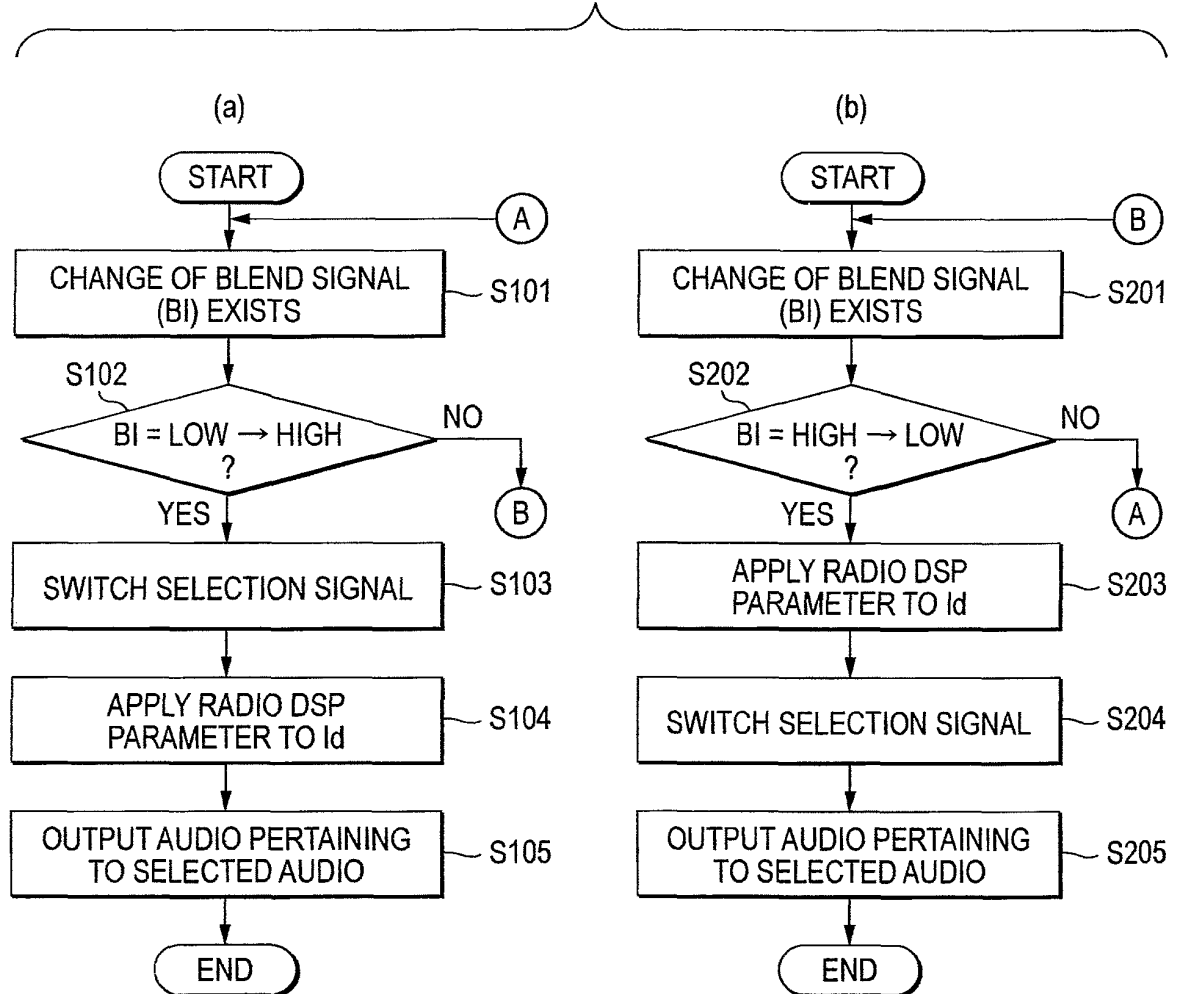 (a)
START
A
CHANGE OF BLEND SIGNAL
(BI) EXISTS
S101
S102
BI = LOW → HIGH
?
NO
B
YES
SWITCH SELECTION SIGNAL
S103
APPLY RADIO DSP
PARAMETER TO Id
S104
OUTPUT AUDIO PERTAINING
TO SELECTED AUDIO
S105
END
(b)
START
B
CHANGE OF BLEND SIGNAL
(BI) EXISTS
S201
S202
BI = HIGH → LOW
?
NO
A
YES
APPLY RADIO DSP
PARAMETER TO Id
S203
SWITCH SELECTION SIGNAL
S204
OUTPUT AUDIO PERTAINING
TO SELECTED AUDIO
S205
END